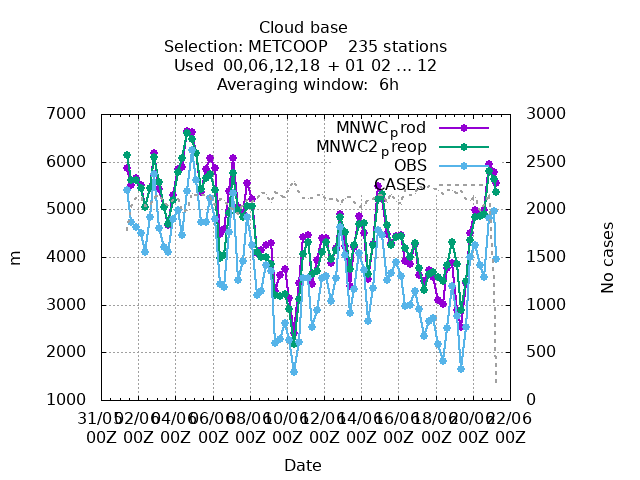 Cloud base
Selection: METCOOP 235 stations
Used 00,06,12,18 + 01 02 ... 12
Averaging window: 6h
7000
6000
5000
4000
3000
2000
1000
3000
2500
2000
1500
1000
500
0
MNWC_prod
MNWC2_preop
OBS
CASES
m
No cases
31/05 02/06 04/06 06/06 08/06 10/06 12/06 14/06 16/06 18/06 20/06 22/06
00Z 00Z 00Z 00Z 00Z 00Z 00Z 00Z 00Z 00Z 00Z 00Z
Date